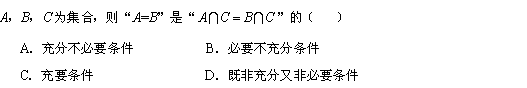 A，B，C为集合，则“A=B”是“A⋂C = B⋂C”的（　　）
A．充分不必要条件　　B．必要不充分条件
C．充要条件　　D．既非充分又非必要条件